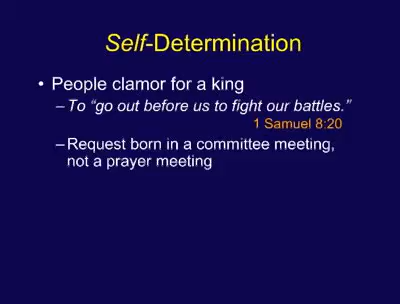 Self-Determination
• People clamor for a king
– To “go out before us to fight our battles.”
1 Samuel 8:20
– Request born in a committee meeting,
not a prayer meeting